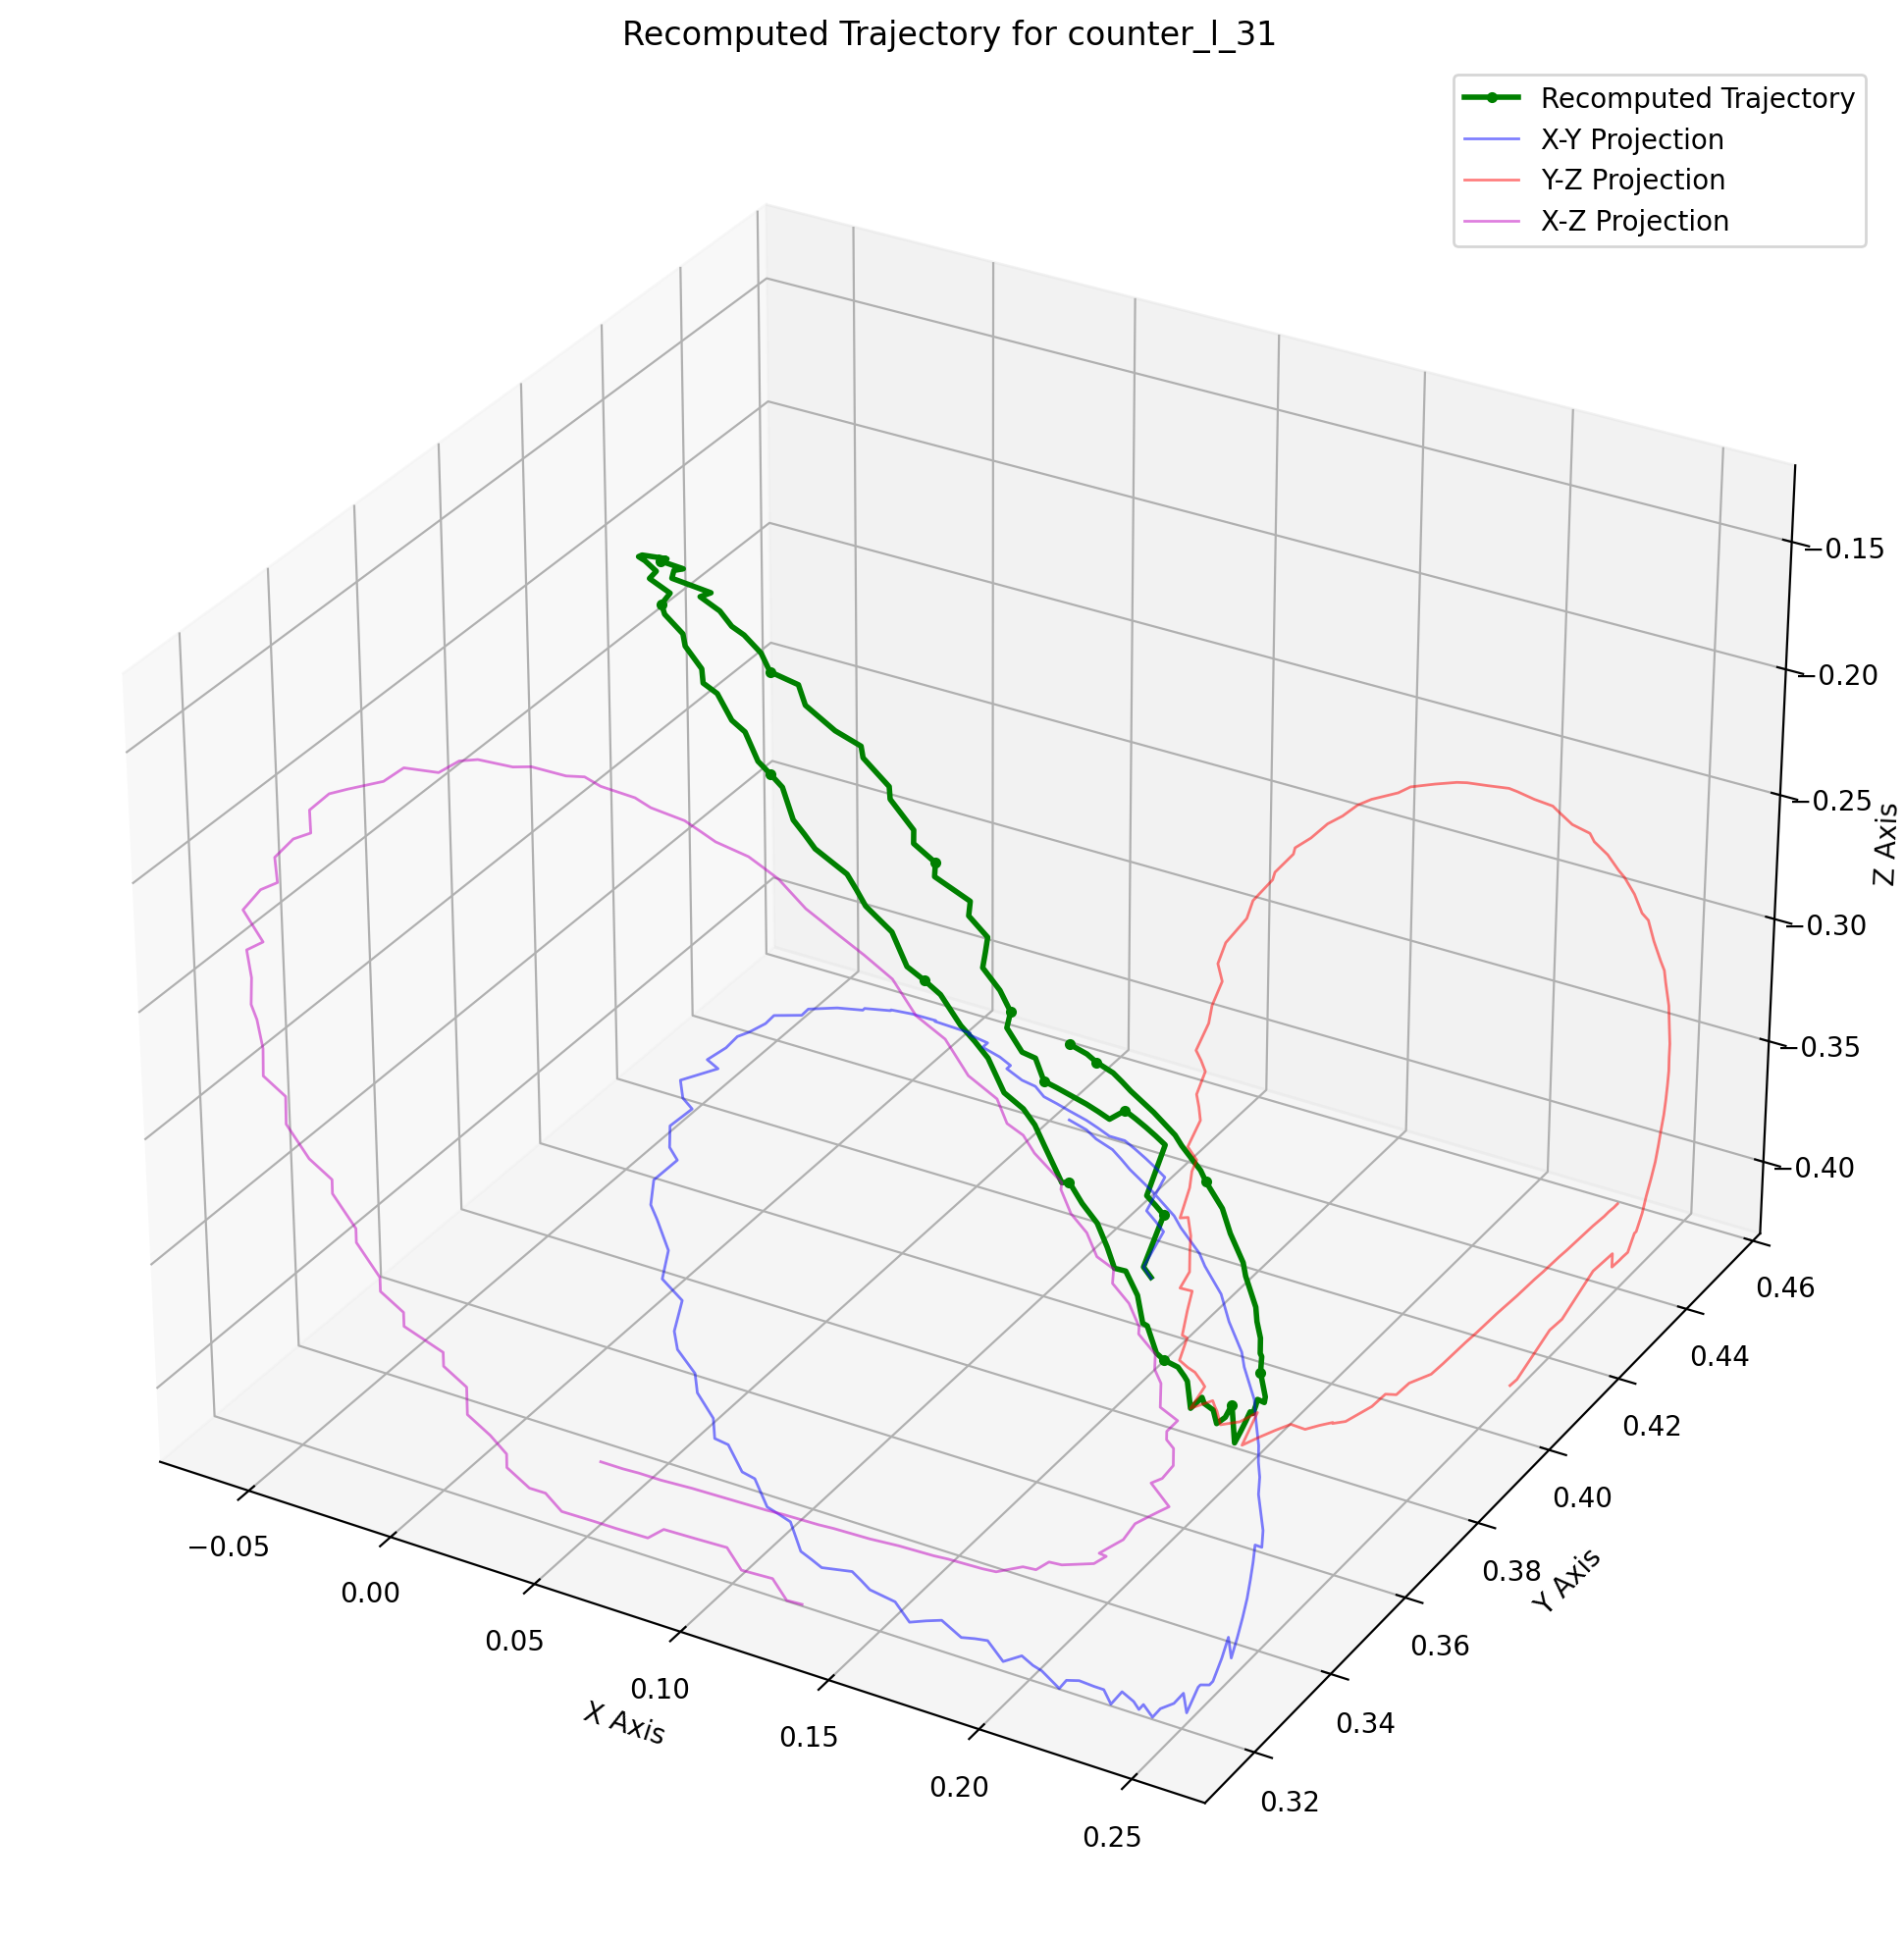 Recomputed Trajectory for counter_l_31
Recomputed Trajectory
X-Y Projection
Y-Z Projection
X-Z Projection
−0.15
−0.20
−0.25
−0.30
−0.35
−0.40
Z Axis
0.46
0.44
0.42
0.40
0.38
0.36
0.34
0.32
Y Axis
−0.05
0.00
0.05
0.10
0.15
0.20
0.25
X Axis